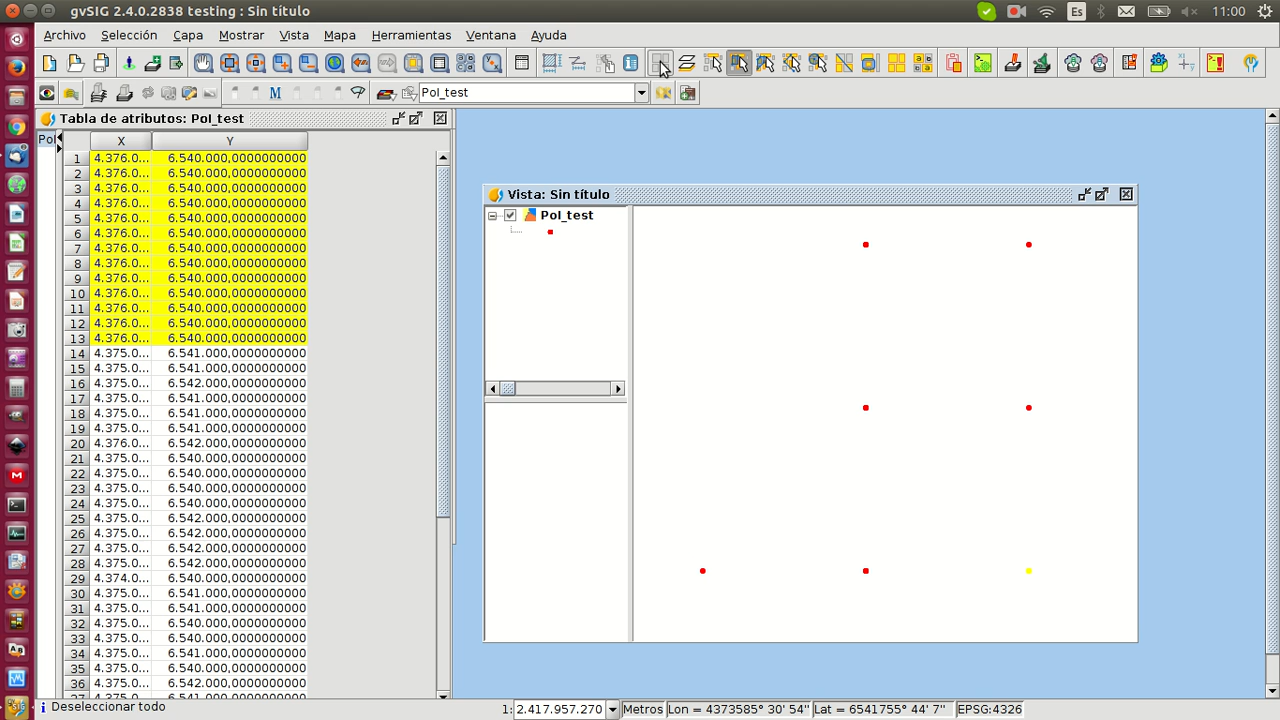 gvSIG 2.4.0.2838 testing : Sin título
Es
11:00
Archivo Selección Capa Mostrar Vista Mapa Herramientas Ventana Ayuda
M
Pol_test
Tabla de atributos: Pol_test
Pol
X Y
1 4.376.0... 6.540.000,0000000000
2 4.376.0... 6.540.000,0000000000
3 4.376.0... 6.540.000,0000000000
4 4.376.0... 6.540.000,0000000000
5 4.376.0... 6.540.000,0000000000
6 4.376.0... 6.540.000,0000000000
7 4.376.0... 6.540.000,0000000000
8 4.376.0... 6.540.000,0000000000
9 4.376.0... 6.540.000,0000000000
10 4.376.0... 6.540.000,0000000000
11 4.376.0... 6.540.000,0000000000
12 4.376.0... 6.540.000,0000000000
13 4.376.0... 6.540.000,0000000000
14 4.375.0... 6.541.000,0000000000
15 4.375.0... 6.541.000,0000000000
16 4.375.0... 6.542.000,0000000000
17 4.375.0... 6.541.000,0000000000
18 4.375.0... 6.541.000,0000000000
19 4.375.0... 6.541.000,0000000000
20 4.376.0... 6.542.000,0000000000
21 4.375.0... 6.540.000,0000000000
22 4.375.0... 6.540.000,0000000000
23 4.375.0... 6.540.000,0000000000
24 4.375.0... 6.540.000,0000000000
25 4.375.0... 6.542.000,0000000000
26 4.375.0... 6.542.000,0000000000
27 4.375.0... 6.542.000,0000000000
28 4.375.0... 6.542.000,0000000000
29 4.374.0... 6.540.000,0000000000
30 4.375.0... 6.541.000,0000000000
31 4.375.0... 6.541.000,0000000000
32 4.375.0... 6.540.000,0000000000
33 4.375.0... 6.540.000,0000000000
34 4.375.0... 6.541.000,0000000000
35 4.375.0... 6.540.000,0000000000
36 4.375.0... 6.542.000,0000000000
37 4.375.0... 6.541.000,0000000000
Vista: Sin título
Pol_test
Deseleccionar todo
1: 2.417.957.270 Metros Lon = 4373585° 30' 54'' Lat = 6541755° 44' 7'' EPSG:4326